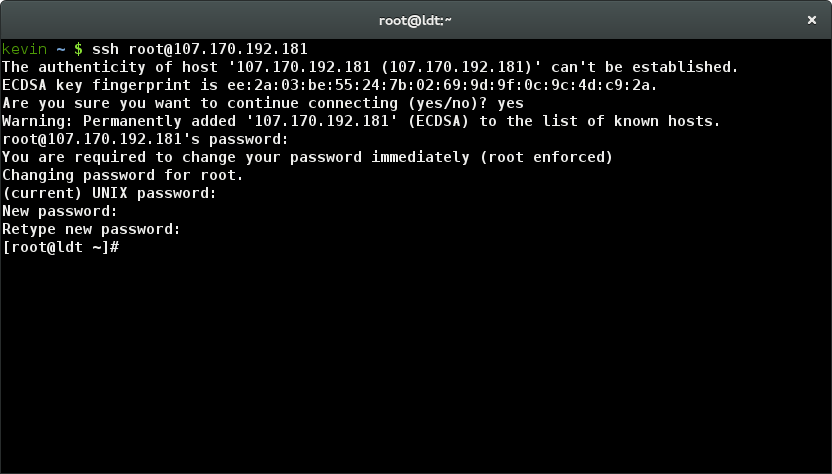 root@ldt:~
kevin ~ $ ssh root@107.170.192.181
The authenticity of host '107.170.192.181 (107.170.192.181)' can't be established.
ECDSA key fingerprint is ee:2a:03:be:55:24:7b:02:69:9d:9f:0c:9c:4d:c9:2a.
Are you sure you want to continue connecting (yes/no)? yes
Warning: Permanently added '107.170.192.181' (ECDSA) to the list of known hosts.
root@107.170.192.181's password:
You are required to change your password immediately (root enforced)
Changing password for root.
(current) UNIX password:
New password:
Retype new password:
[root@ldt ~]#